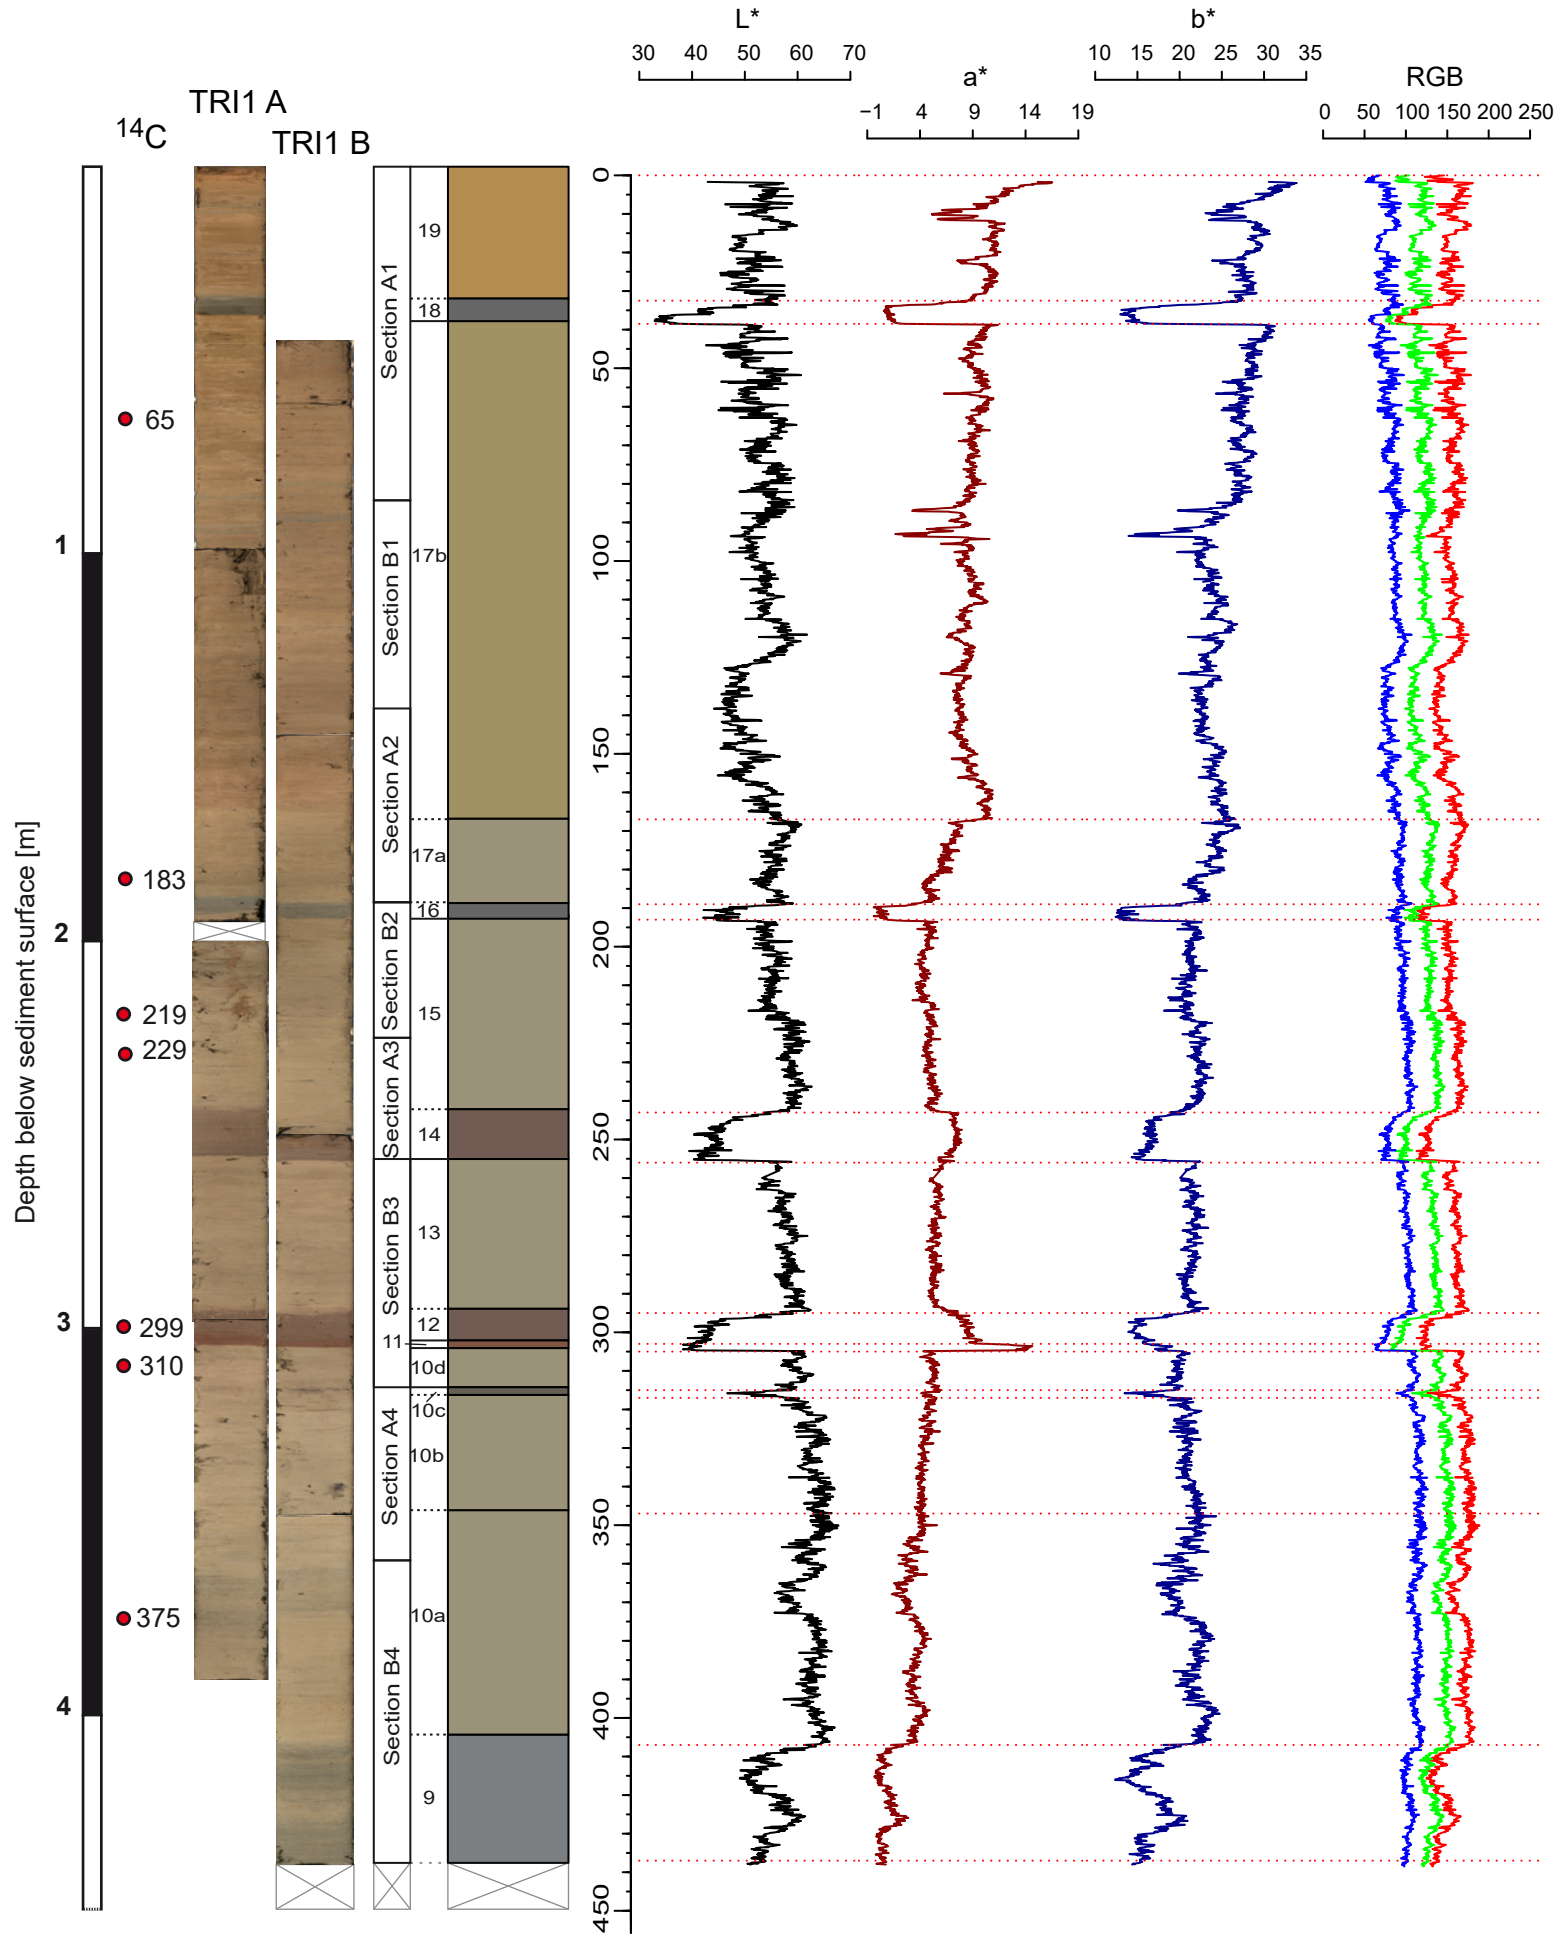 L*
30 40 50 60 70
b*
10 15 20 25 30 35
a*
−1 4 9 14 19
RGB
0 50 100 150 200 250
TRI1 A
14C
TRI1 B
Depth below sediment surface [m]
1
2
3
4
65
183
219
229
299
310
375
Section A1
Section B1
Section A2
Section B2
Section A3
Section B3
Section A4
Section B4
19
18
17b
17a
16
15
14
13
12
11
10d
10c
10b
10a
9
0
50
100
150
200
250
300
350
400
450